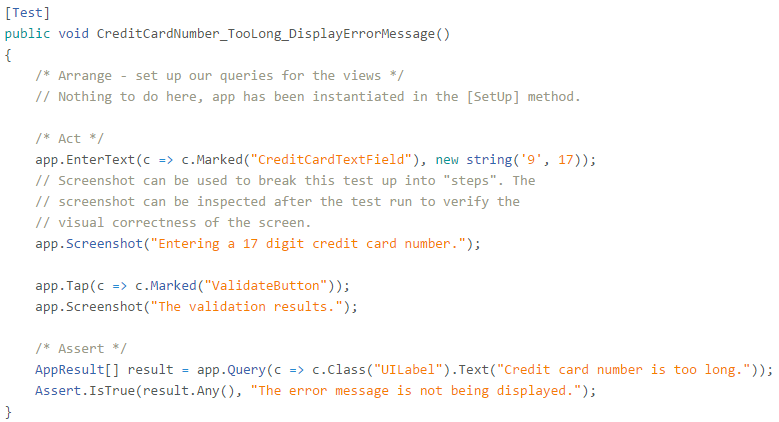 [Test]
public void CreditCardNumber_TooLong_DisplayErrorMessage()
{
/* Arrange - set up our queries for the views */
// Nothing to do here, app has been instantiated in the [SetUp] method.
/* Act */
app.EnterText(c => c.Marked("CreditCardTextField"), new string('9', 17));
// Screenshot can be used to break this test up into "steps". The
// screenshot can be inspected after the test run to verify the
// visual correctness of the screen.
app.Screenshot("Entering a 17 digit credit card number.");
app.Tap(c => c.Marked("ValidateButton"));
app.Screenshot("The validation results.");
/* Assert */
AppResult[] result = app.Query(c => c.Class("UILabel").Text("Credit card number is too long."));
Assert.IsTrue(result.Any(), "The error message is not being displayed.");
}